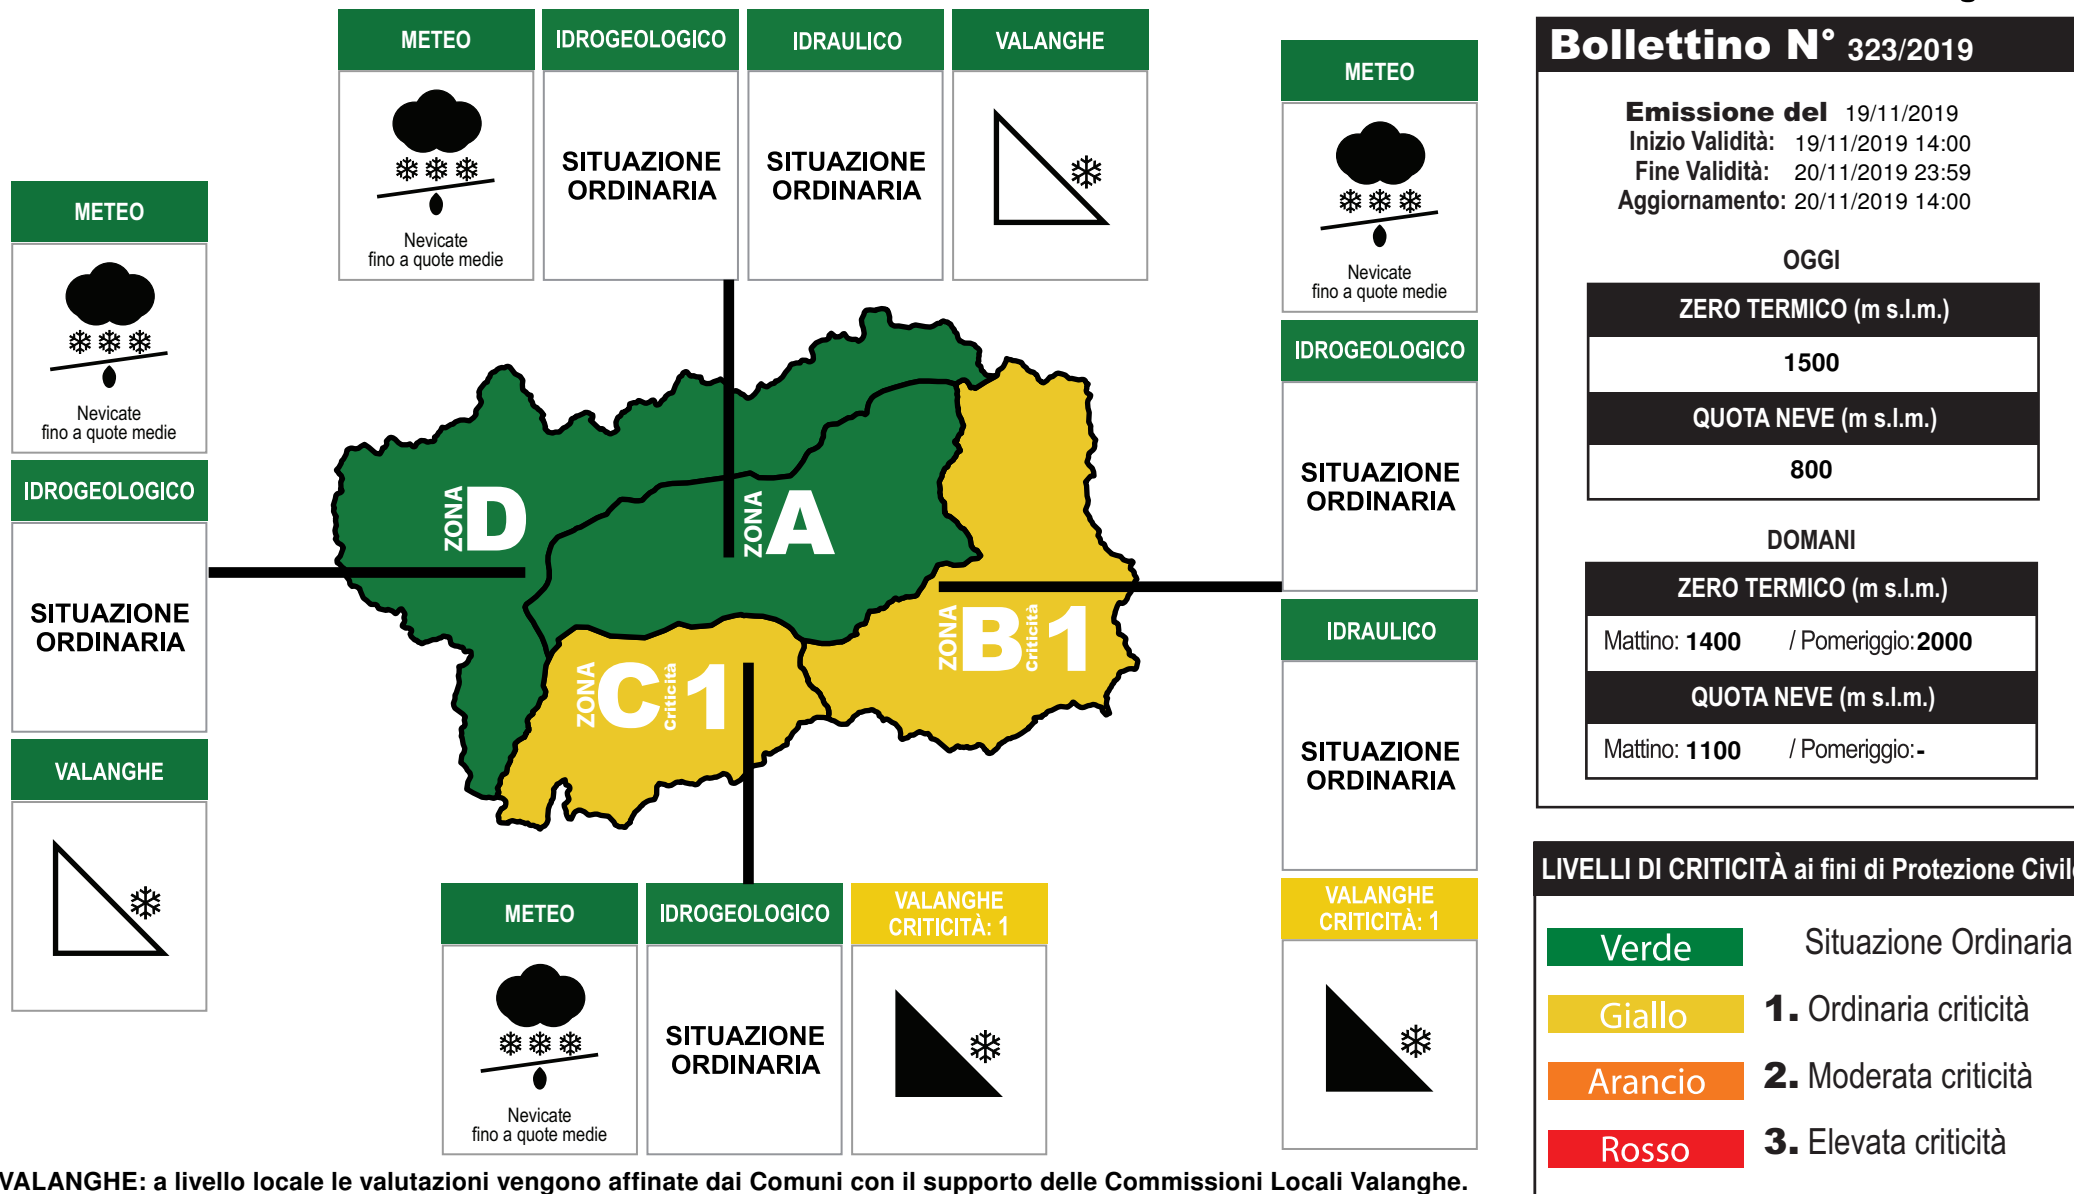 METEO
IDROGEOLOGICO
IDRAULICO
VALANGHE
Nevicate
fino a quote medie
SITUAZIONE
ORDINARIA
SITUAZIONE
ORDINARIA
METEO
Nevicate
fino a quote medie
IDROGEOLOGICO
SITUAZIONE
ORDINARIA
VALANGHE
METEO
Nevicate
fino a quote medie
IDROGEOLOGICO
SITUAZIONE
ORDINARIA
IDRAULICO
SITUAZIONE
ORDINARIA
VALANGHE
CRITICITÀ: 1
ZONA D
ZONA A
ZONA B Criticità 1
ZONA C Criticità 1
METEO
IDROGEOLOGICO
VALANGHE
CRITICITÀ: 1
Nevicate
fino a quote medie
SITUAZIONE
ORDINARIA
VALANGHE: a livello locale le valutazioni vengono affinate dai Comuni con il supporto delle Commissioni Locali Valanghe.
Bollettino N° 323/2019
Emissione del 19/11/2019
Inizio Validità: 19/11/2019 14:00
Fine Validità: 20/11/2019 23:59
Aggiornamento: 20/11/2019 14:00
OGGI
ZERO TERMICO (m s.l.m.)
1500
QUOTA NEVE (m s.l.m.)
800
DOMANI
ZERO TERMICO (m s.l.m.)
Mattino: 1400 / Pomeriggio: 2000
QUOTA NEVE (m s.l.m.)
Mattino: 1100 / Pomeriggio: -
LIVELLI DI CRITICITÀ ai fini di Protezione Civile
Verde Situazione Ordinaria
Giallo 1. Ordinaria criticità
Arancio 2. Moderata criticità
Rosso 3. Elevata criticità